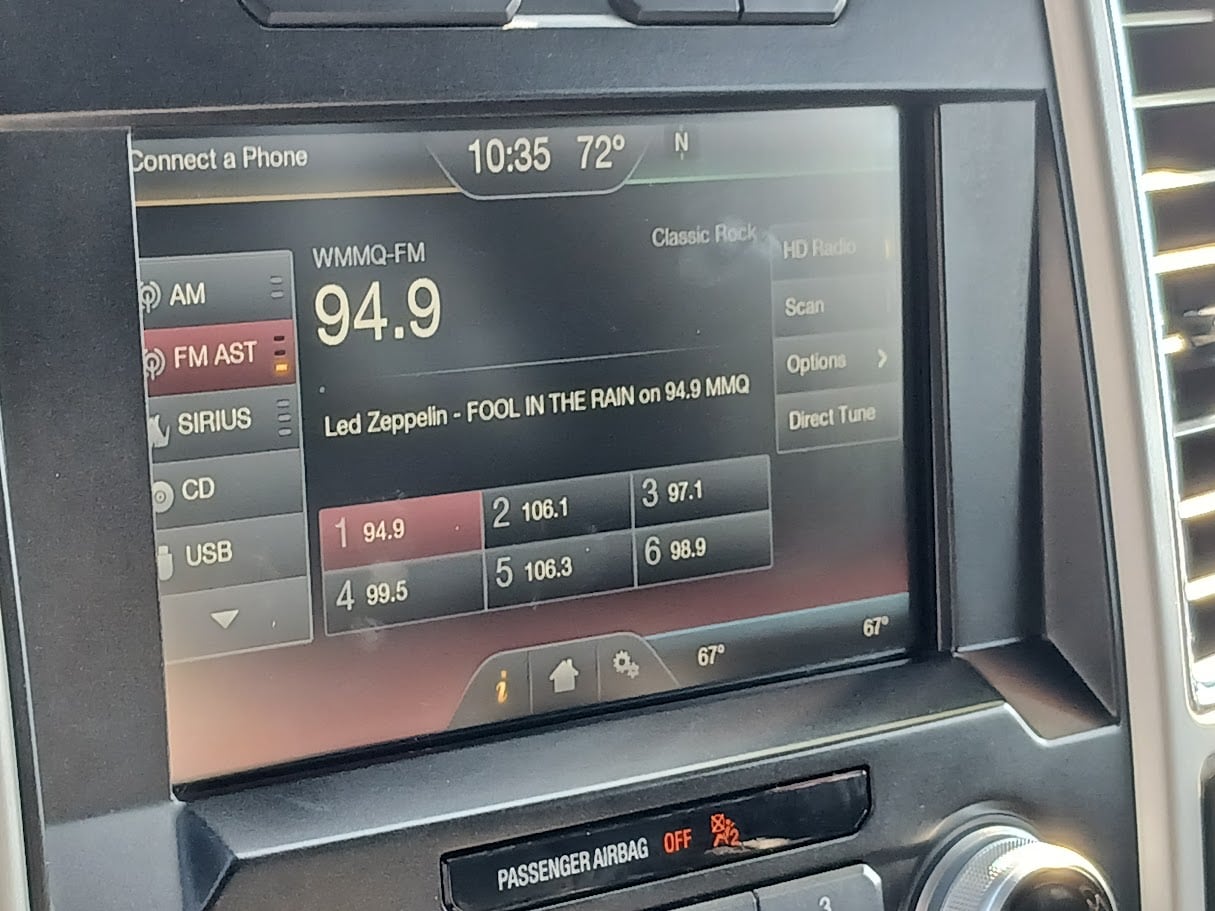 Connect a Phone
10:35 72° N
WMMQ-FM
Classic Rock
94.9
AM
FM AST
SIRIUS
CD
USB
HD Radio
Scan
Options
Direct Tune
Led Zeppelin - FOOL IN THE RAIN on 94.9 MMQ
1 94.9
2 106.1
3 97.1
4 99.5
5 106.3
6 98.9
i
67°
67°
PASSENGER AIRBAG OFF
3